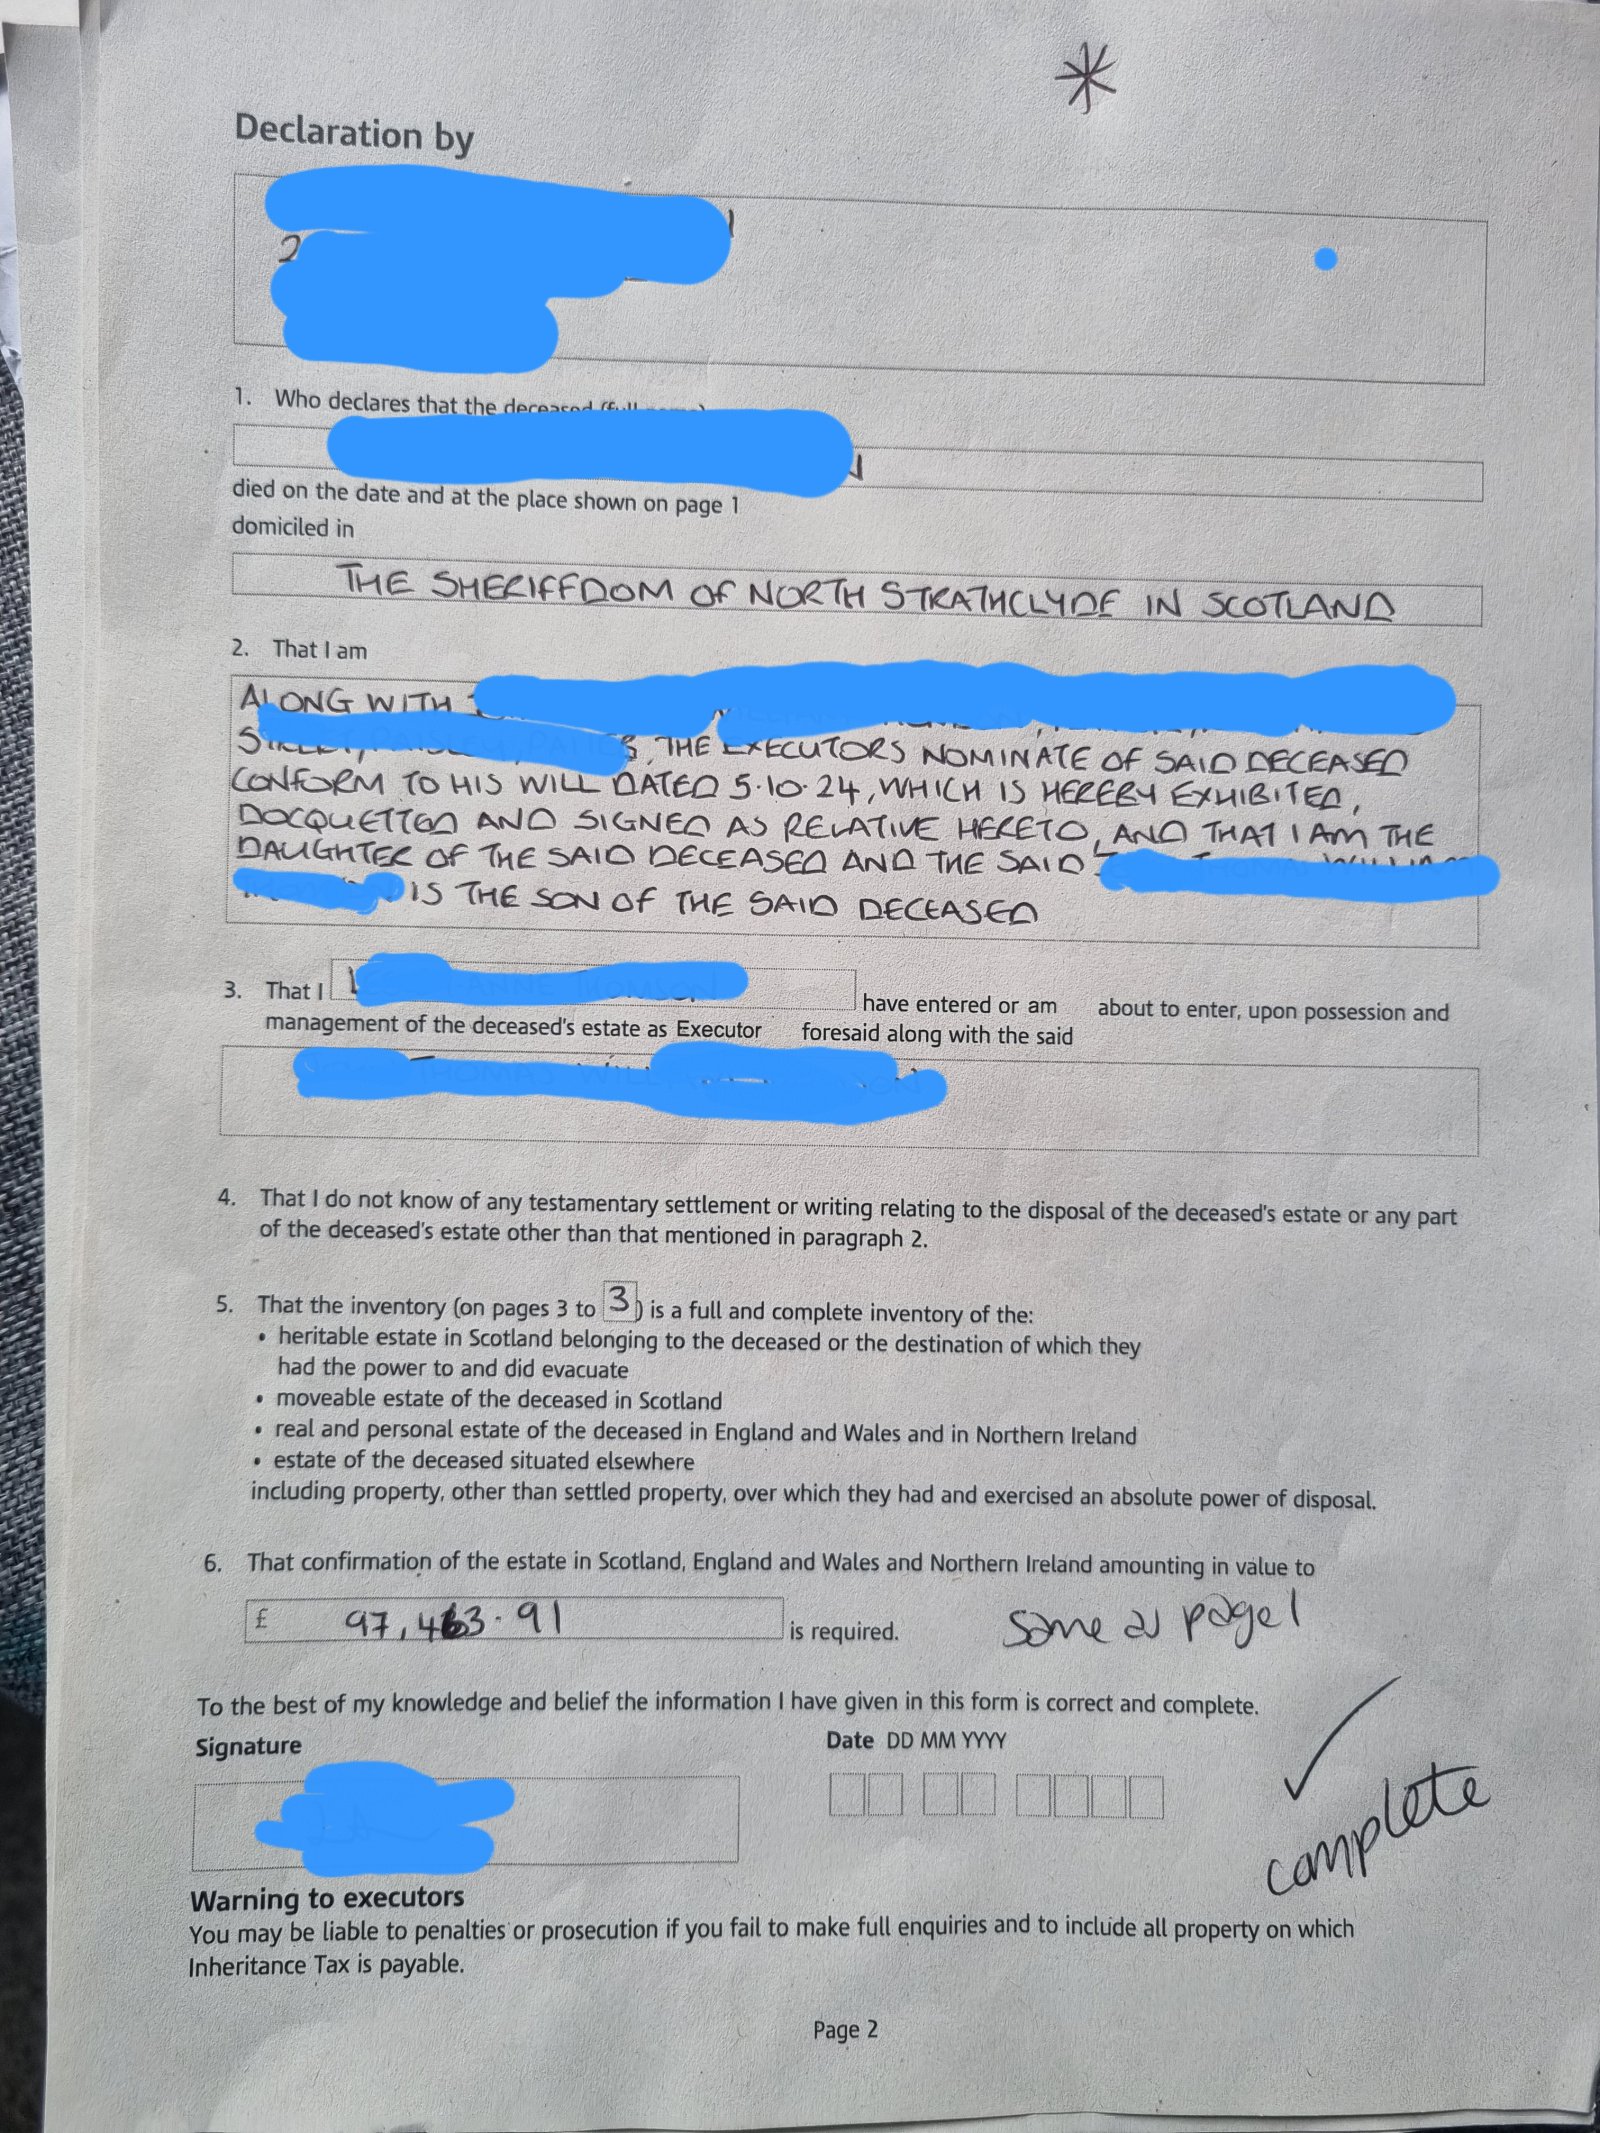 *
Declaration by
2
1. Who declares that the deceased
died on the date and at the place shown on page 1
domiciled in
THE SHERIFFDOM OF NORTH STRATHCLYDE IN SCOTLAND
2. That I am
ALONG WITH
THE EXECUTORS NOMINATE OF SAID DECEASED
CONFORM TO HIS WILL DATED 5.10.24, WHICH IS HEREBY EXHIBITED,
DOCQUETTED AND SIGNED AS RELATIVE HERETO, AND THAT I AM THE
DAUGHTER OF THE SAID DECEASED AND THE SAID
IS THE SON OF THE SAID DECEASED
3. That I have entered or am about to enter, upon possession and
management of the deceased's estate as Executor foresaid along with the said
4. That I do not know of any testamentary settlement or writing relating to the disposal of the deceased's estate or any part
of the deceased's estate other than that mentioned in paragraph 2.
5. That the inventory (on pages 3 to 3) is a full and complete inventory of the:
• heritable estate in Scotland belonging to the deceased or the destination of which they
had the power to and did evacuate
• moveable estate of the deceased in Scotland
• real and personal estate of the deceased in England and Wales and in Northern Ireland
• estate of the deceased situated elsewhere
including property, other than settled property, over which they had and exercised an absolute power of disposal.
6. That confirmation of the estate in Scotland, England and Wales and Northern Ireland amounting in value to
£ 97,463.91 is required. Same as page 1
To the best of my knowledge and belief the information I have given in this form is correct and complete.
Signature Date DD MM YYYY
✓
complete
Warning to executors
You may be liable to penalties or prosecution if you fail to make full enquiries and to include all property on which
Inheritance Tax is payable.
Page 2